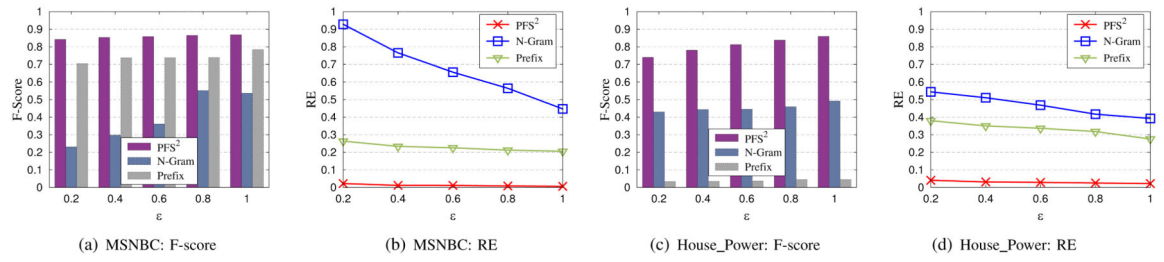 1
0.9
0.8
0.7
0.6
0.5
0.4
0.3
0.2
0.1
0
F-Score
PFS²
N-Gram
Prefix
0.2 0.4 0.6 0.8 1
ε
(a) MSNBC: F-score
1
0.9
0.8
0.7
0.6
0.5
0.4
0.3
0.2
0.1
0
RE
PFS²
N-Gram
Prefix
0.2 0.4 0.6 0.8 1
ε
(b) MSNBC: RE
1
0.9
0.8
0.7
0.6
0.5
0.4
0.3
0.2
0.1
0
F-Score
PFS²
N-Gram
Prefix
0.2 0.4 0.6 0.8 1
ε
(c) House_Power: F-score
1
0.9
0.8
0.7
0.6
0.5
0.4
0.3
0.2
0.1
0
RE
PFS²
N-Gram
Prefix
0.2 0.4 0.6 0.8 1
ε
(d) House_Power: RE